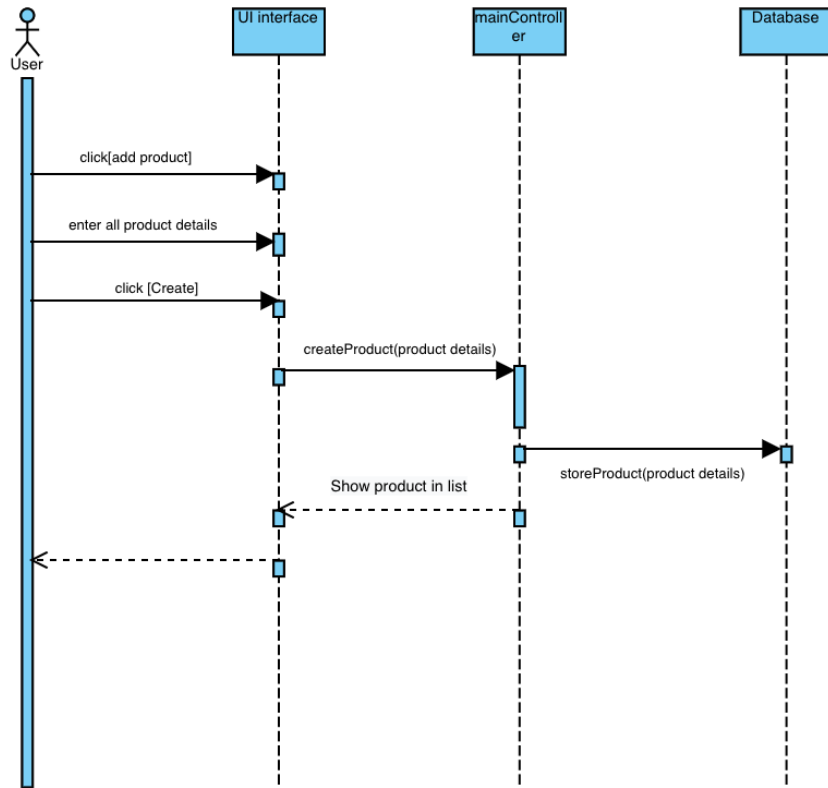 User
UI interface
mainControll
er
Database
click[add product]
enter all product details
click [Create]
createProduct(product details)
storeProduct(product details)
Show product in list